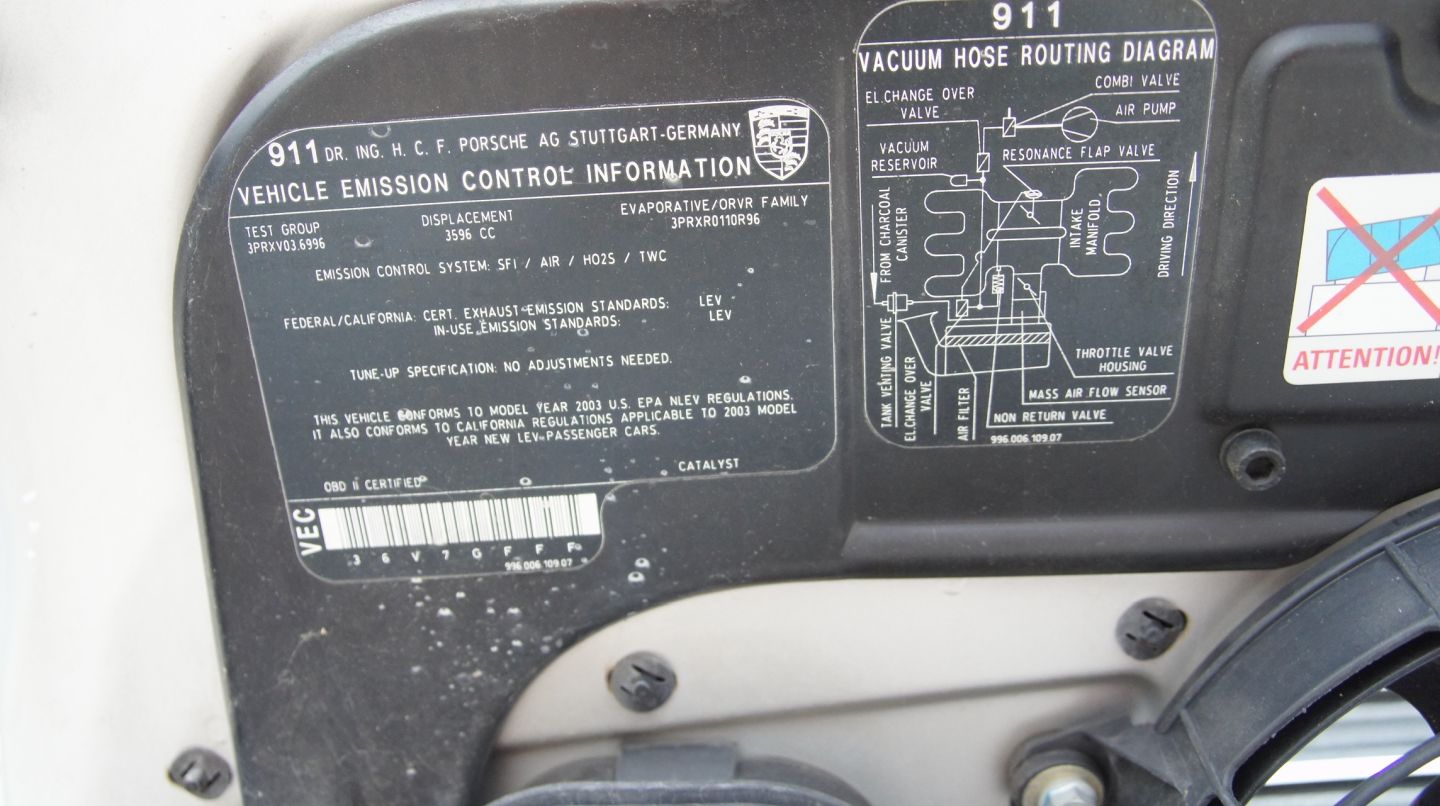 911 DR. ING. H. C. F. PORSCHE AG STUTTGART-GERMANY
VEHICLE EMISSION CONTROL INFORMATION
TEST GROUP
3PRXV03.6996
DISPLACEMENT
3596 CC
EVAPORATIVE/ORVR FAMILY
3PRXR0110R96
EMISSION CONTROL SYSTEM: SFI / AIR / HO2S / TWC
FEDERAL/CALIFORNIA: CERT. EXHAUST EMISSION STANDARDS: LEV
IN-USE EMISSION STANDARDS: LEV
TUNE-UP SPECIFICATION: NO ADJUSTMENTS NEEDED.
THIS VEHICLE CONFORMS TO MODEL YEAR 2003 U.S. EPA NLEV REGULATIONS.
IT ALSO CONFORMS TO CALIFORNIA REGULATIONS APPLICABLE TO 2003 MODEL
YEAR NEW LEV PASSENGER CARS.
OBD II CERTIFIED
CATALYST
VEC
3 6 V 7 G F F F
996 006 109 07
911
VACUUM HOSE ROUTING DIAGRAM
EL.CHANGE OVER
VALVE
COMBI VALVE
AIR PUMP
VACUUM
RESERVOIR
RESONANCE FLAP VALVE
FROM CHARCOAL
CANISTER
INTAKE
MANIFOLD
DRIVING DIRECTION
TANK VENTING VALVE
EL.CHANGE OVER
VALVE
AIR FILTER
THROTTLE VALVE
HOUSING
MASS AIR FLOW SENSOR
NON RETURN VALVE
996 006 109 07
ATTENTION!